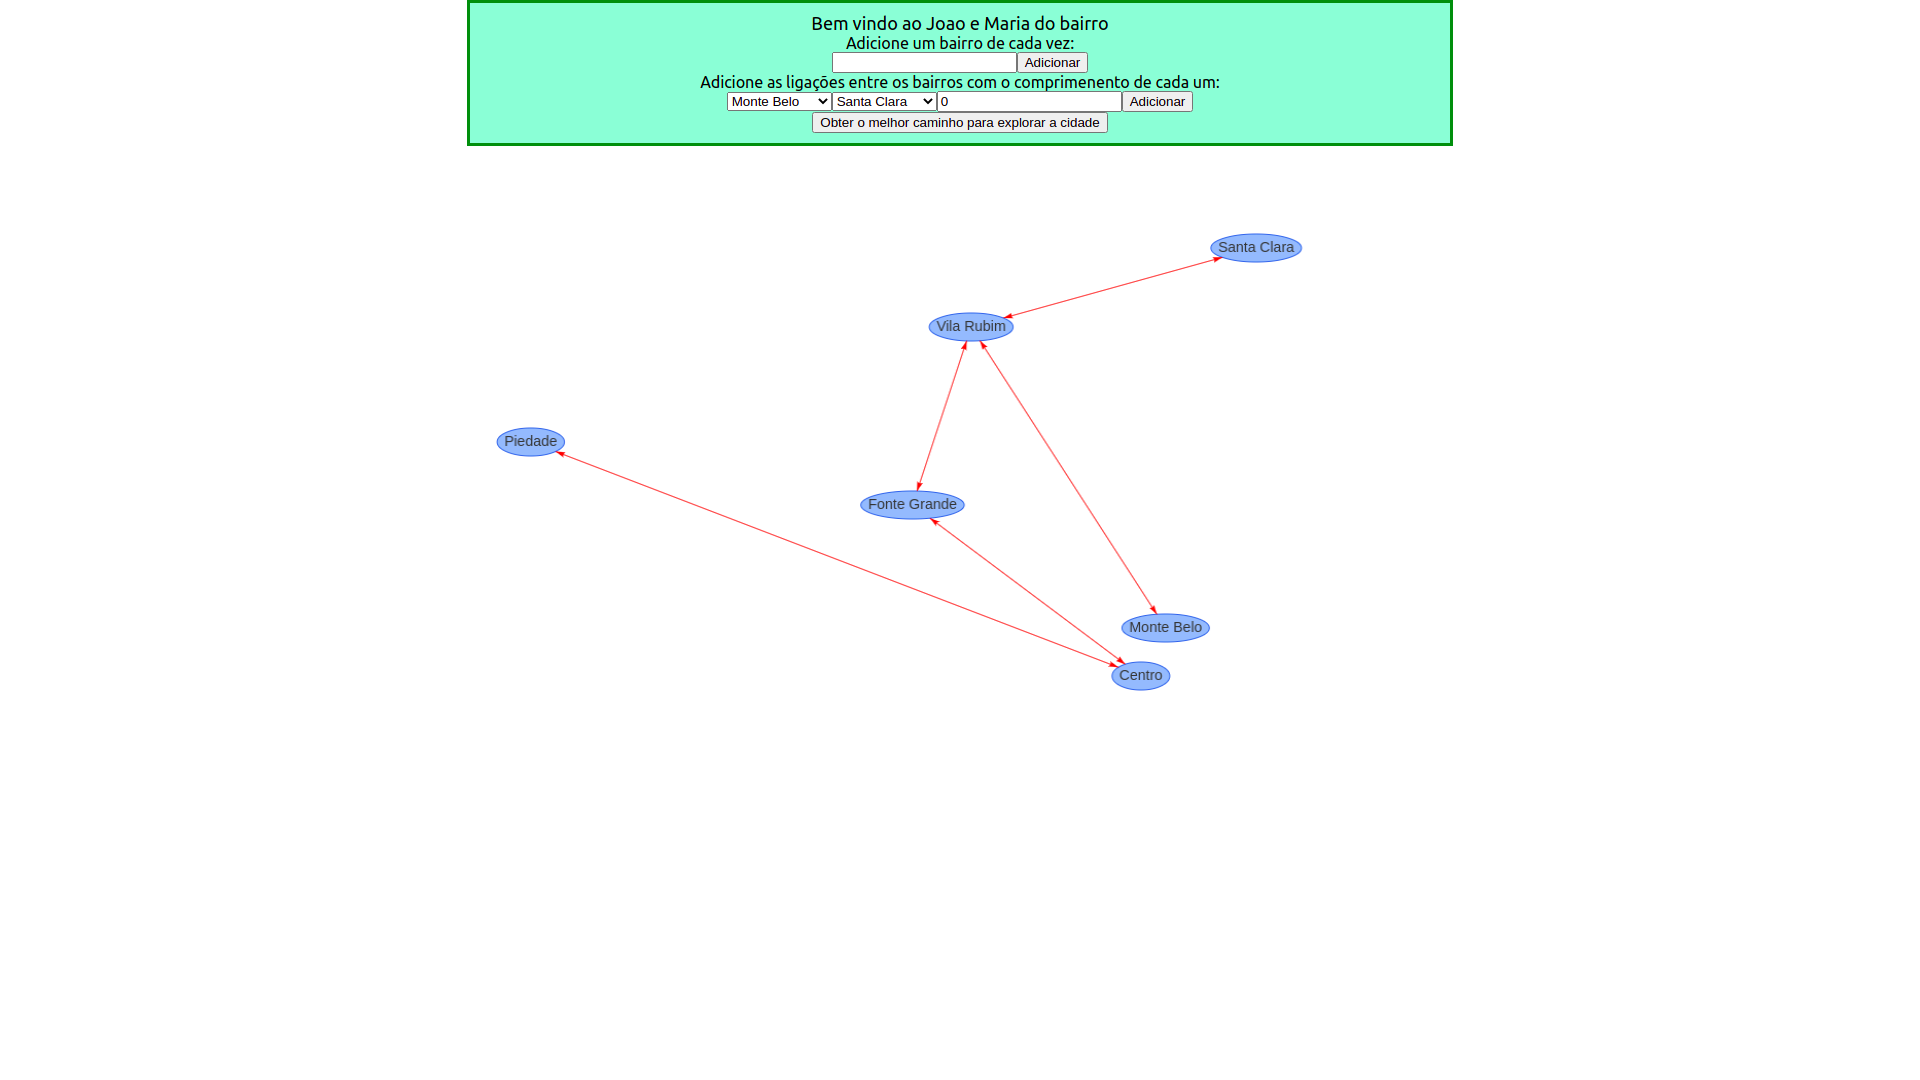 Bem vindo ao Joao e Maria do bairro
Adicione um bairro de cada vez:
Adicionar
Adicione as ligações entre os bairros com o comprimenento de cada um:
Monte Belo Santa Clara 0 Adicionar
Obter o melhor caminho para explorar a cidade
Santa Clara
Vila Rubim
Piedade
Fonte Grande
Monte Belo
Centro